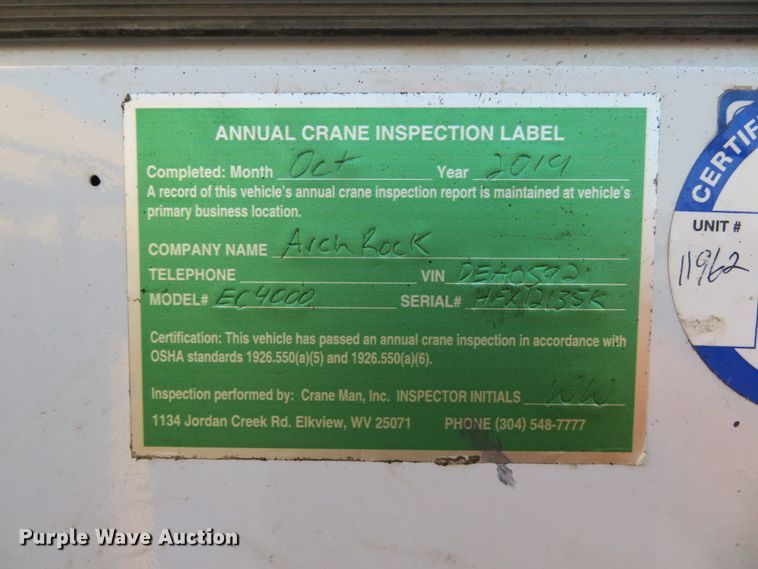 ANNUAL CRANE INSPECTION LABEL
Completed: Month Oct Year 2019
A record of this vehicle's annual crane inspection report is maintained at vehicle's
primary business location.
COMPANY NAME Arch Rock
TELEPHONE VIN DEA05921
MODEL# EC4000 SERIAL# HFX12135K
Certification: This vehicle has passed an annual crane inspection in accordance with
OSHA standards 1926.550(a)(5) and 1926.550(a)(6).
Inspection performed by: Crane Man, Inc. INSPECTOR INITIALS WW
1134 Jordan Creek Rd. Elkview, WV 25071 PHONE (304) 548-7777
UNIT #
11962
Purple Wave Auction